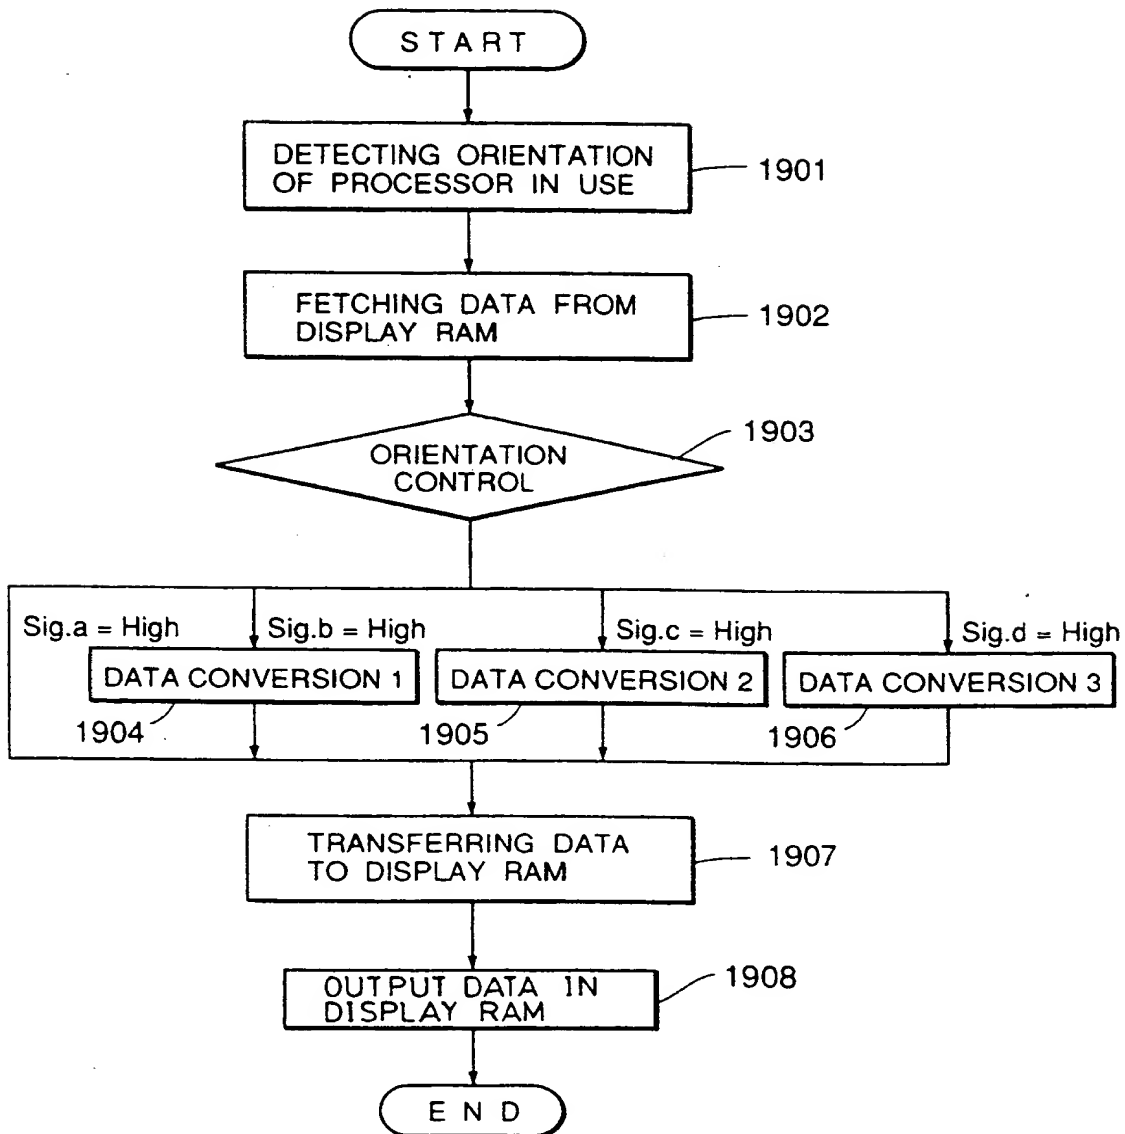 START
DETECTING ORIENTATION
OF PROCESSOR IN USE
1901
FETCHING DATA FROM
DISPLAY RAM
1902
1903
ORIENTATION
CONTROL
Sig.a = High
Sig.b = High
Sig.c = High
Sig.d = High
DATA CONVERSION 1
DATA CONVERSION 2
DATA CONVERSION 3
1904
1905
1906
TRANSFERRING DATA
TO DISPLAY RAM
1907
OUTPUT DATA IN
DISPLAY RAM
1908
END